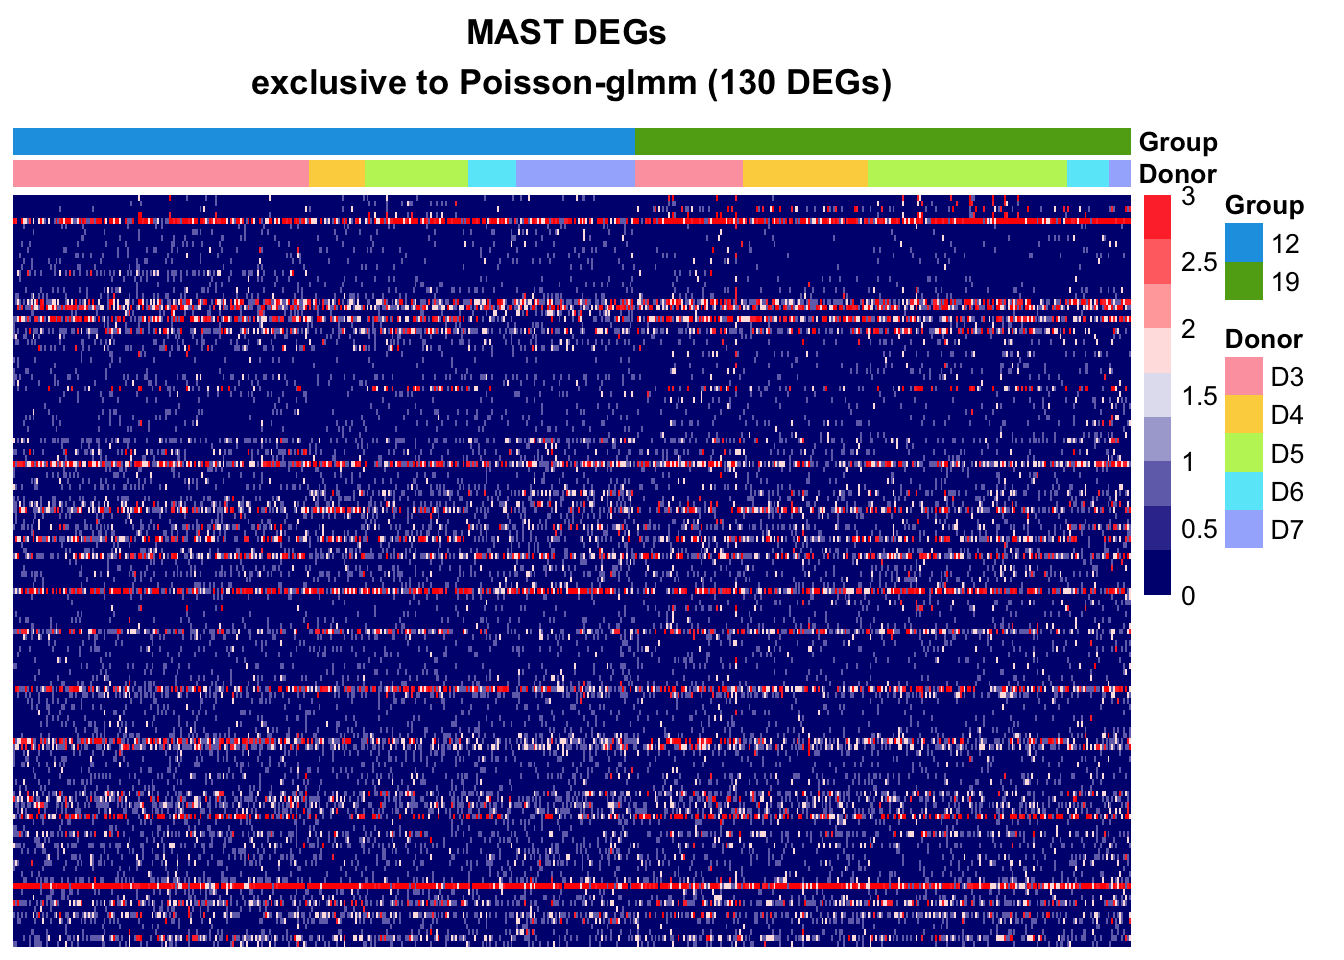 MAST DEGs
exclusive to Poisson-glmm (130 DEGs)
Group
Donor
3
2.5
2
1.5
1
0.5
0
Group
12
19
Donor
D3
D4
D5
D6
D7